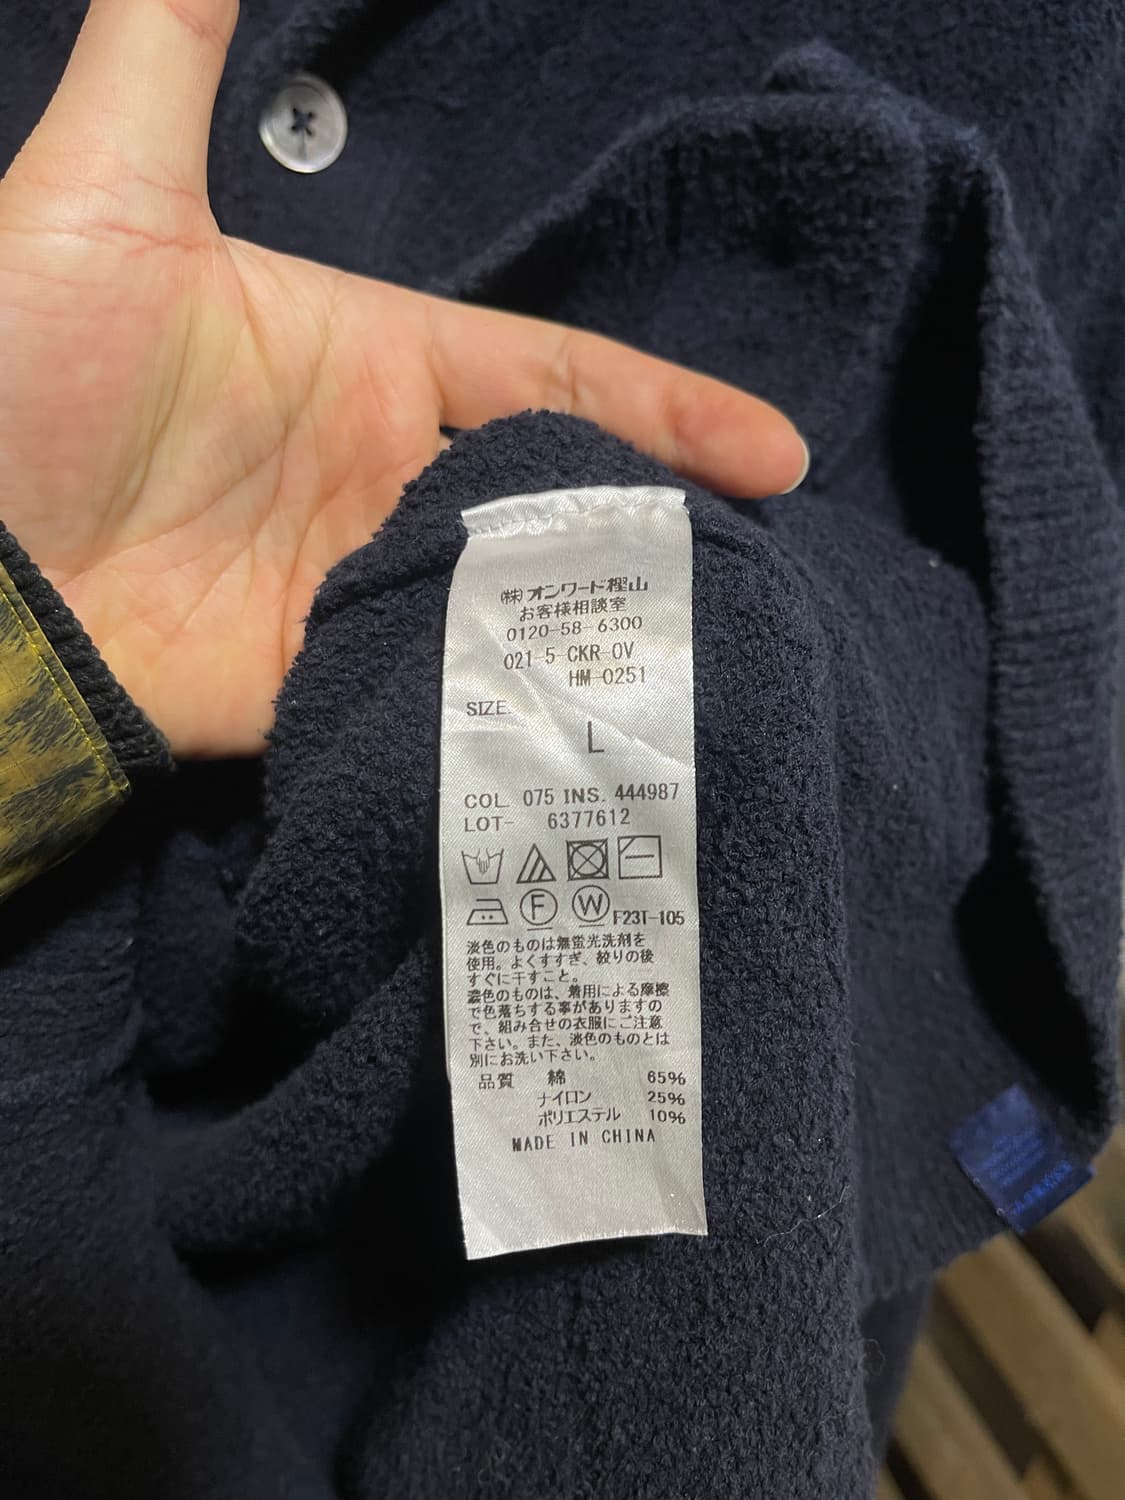 (株)オンワード樫山
お客様相談室
0120-58-6300
021-5-CKR-OV
HM-0251
SIZE.
L
COL. 075 INS. 444987
LOT- 6377612
F W F23T-105
淡色のものは無蛍光洗剤を
使用。よくすすぎ、絞りの後
すぐに干すこと。
濃色のものは、着用による摩擦
で色落ちする事がありますの
で、組み合せの衣服にご注意
下さい。また、淡色のものとは
別にお洗い下さい。
品質 綿 65%
ナイロン 25%
ポリエステル 10%
MADE IN CHINA